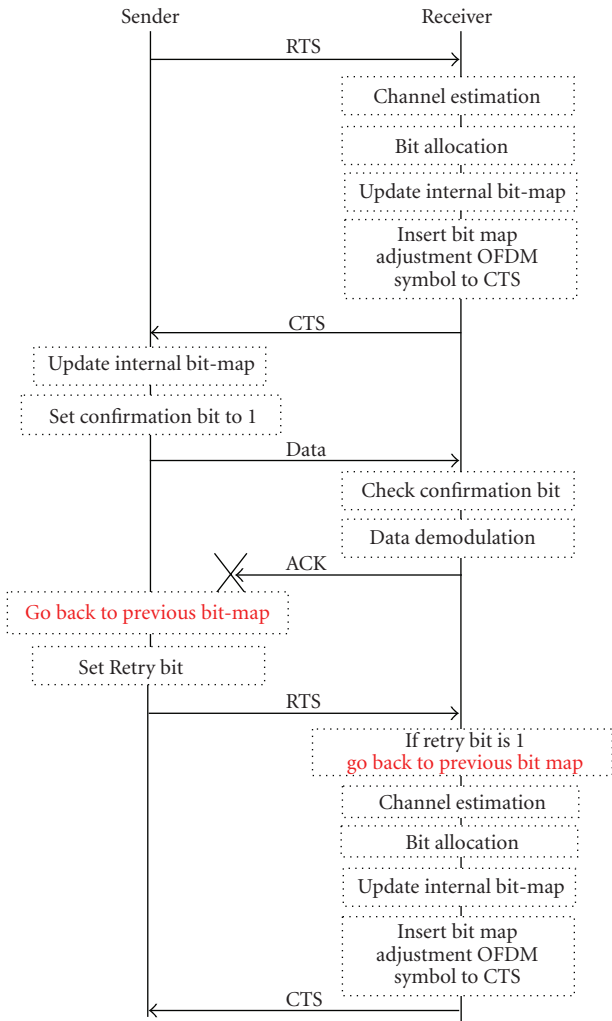 Sender
Receiver
RTS
Channel estimation
Bit allocation
Update internal bit-map
Insert bit map
adjustment OFDM
symbol to CTS
CTS
Update internal bit-map
Set confirmation bit to 1
Data
Check confirmation bit
Data demodulation
ACK
Go back to previous bit-map
Set Retry bit
RTS
If retry bit is 1
go back to previous bit map
Channel estimation
Bit allocation
Update internal bit-map
Insert bit map
adjustment OFDM
symbol to CTS
CTS